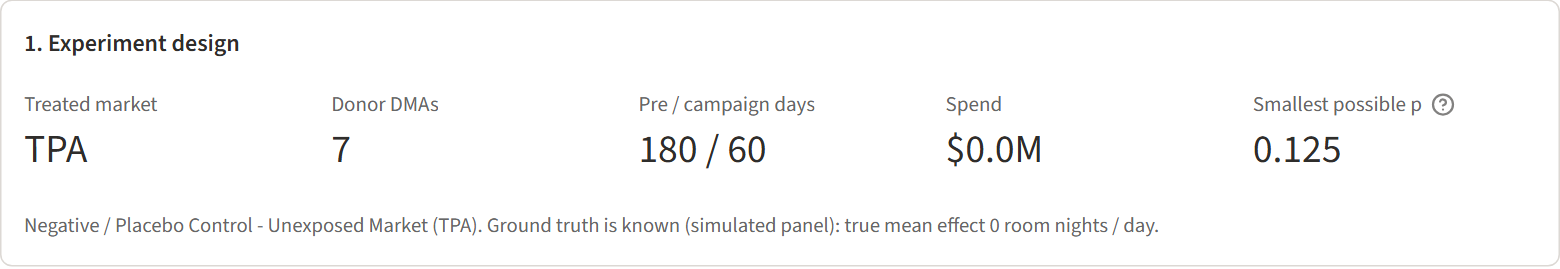 1. Experiment design
Treated market
Donor DMAs
Pre / campaign days
Spend
Smallest possible p ?
TPA
7
180 / 60
$0.0M
0.125
Negative / Placebo Control - Unexposed Market (TPA). Ground truth is known (simulated panel): true mean effect 0 room nights / day.